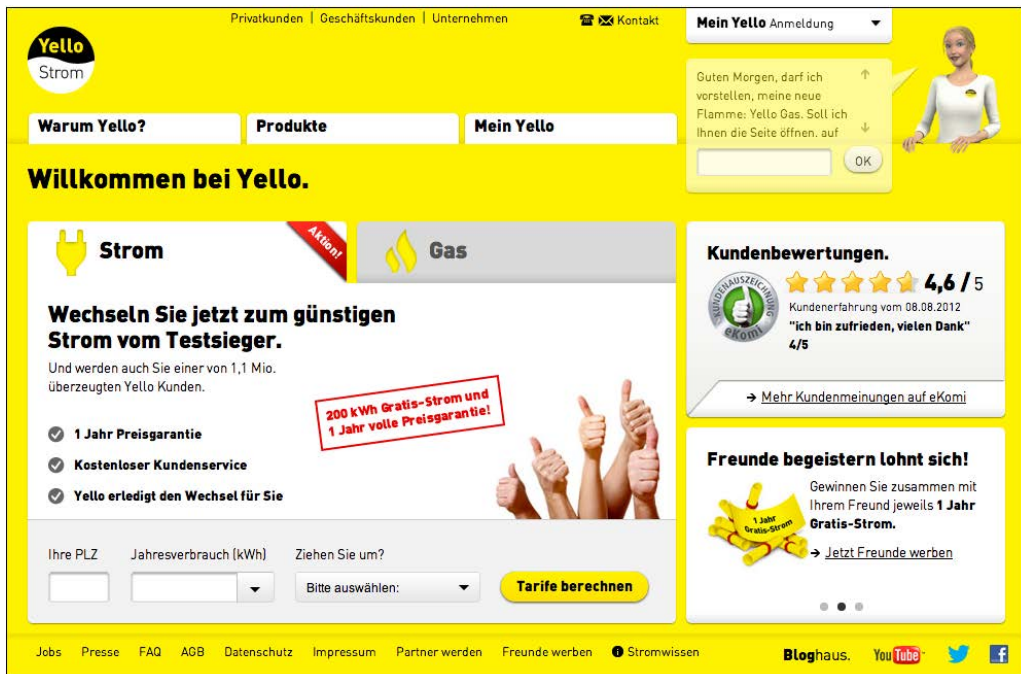 Privatkunden | Geschäftskunden | Unternehmen
Kontakt
Mein Yello Anmeldung
Yello
Strom
Guten Morgen, darf ich
vorstellen, meine neue
Flamme: Yello Gas. Soll ich
Ihnen die Seite öffnen. auf
OK
Warum Yello?
Produkte
Mein Yello
Willkommen bei Yello.
Strom
Aktion!
Gas
Wechseln Sie jetzt zum günstigen
Strom vom Testsieger.
Und werden auch Sie einer von 1,1 Mio.
überzeugten Yello Kunden.
200 kWh Gratis-Strom und
1 Jahr volle Preisgarantie!
1 Jahr Preisgarantie
Kostenloser Kundenservice
Yello erledigt den Wechsel für Sie
Ihre PLZ
Jahresverbrauch (kWh)
Ziehen Sie um?
Bitte auswählen:
Tarife berechnen
Kundenbewertungen.
KUNDENAUSZEICHNUNG
eKomi
4,6 / 5
Kundenerfahrung vom 08.08.2012
"ich bin zufrieden, vielen Dank"
4/5
→ Mehr Kundenmeinungen auf eKomi
Freunde begeistern lohnt sich!
Gewinnen Sie zusammen mit
Ihrem Freund jeweils 1 Jahr
Gratis-Strom.
1 Jahr
Gratis-Strom
→ Jetzt Freunde werben
Jobs Presse FAQ AGB Datenschutz Impressum Partner werden Freunde werben Stromwissen
Bloghaus.
YouTube